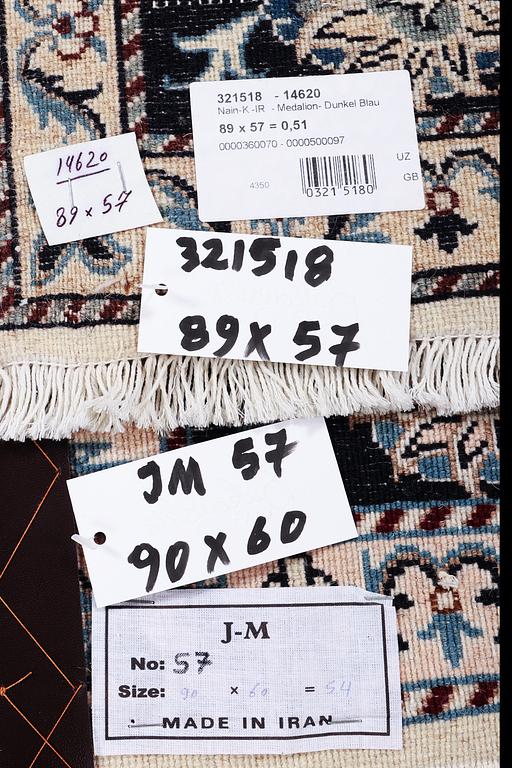 321518 - 14620
Nain-K -IR - Medalion- Dunkel Blau
89 x 57 = 0,51
0000360070 - 0000500097
UZ
4350
0321 5180
GB
14620
89 x 57
321518
89 X 57
JM 57
90 X 60
J-M
No: 57
Size: 90 × 60 = 54
MADE IN IRAN